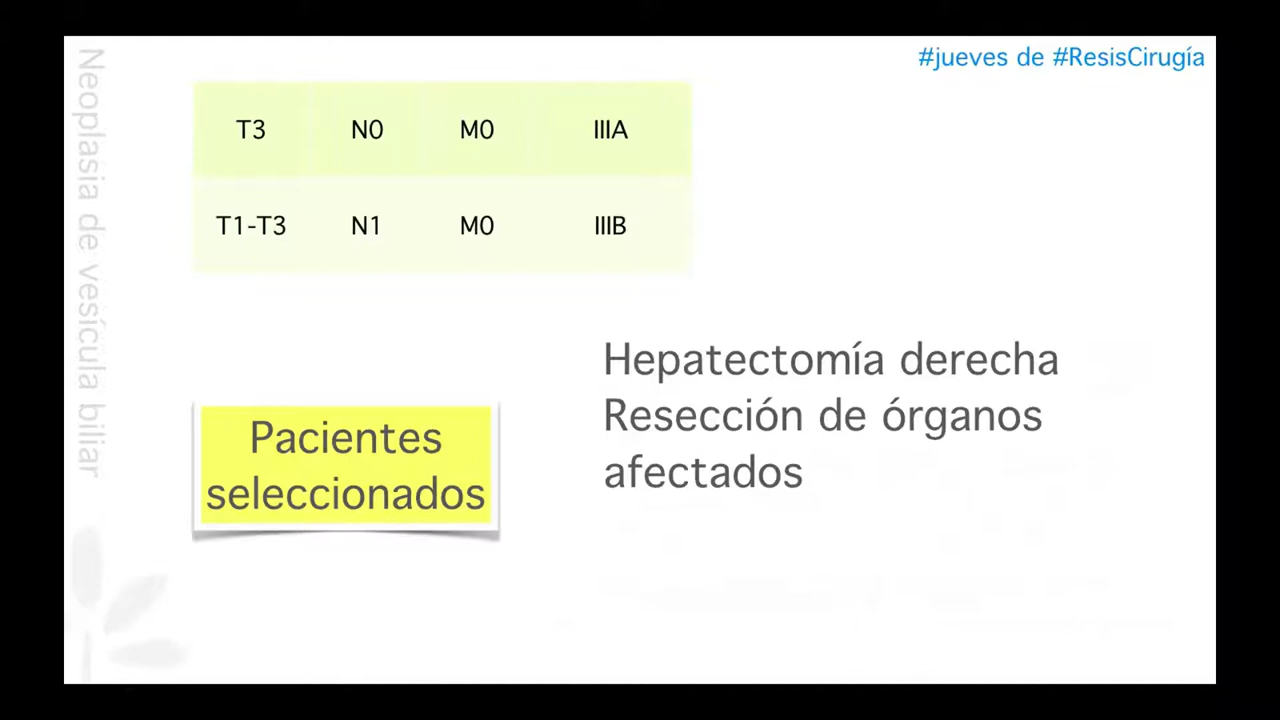 #jueves de #ResisCirugía
Neoplasia de vesícula biliar
T3 N0 M0 IIIA
T1-T3 N1 M0 IIIB
Pacientes
seleccionados
Hepatectomía derecha
Resección de órganos
afectados